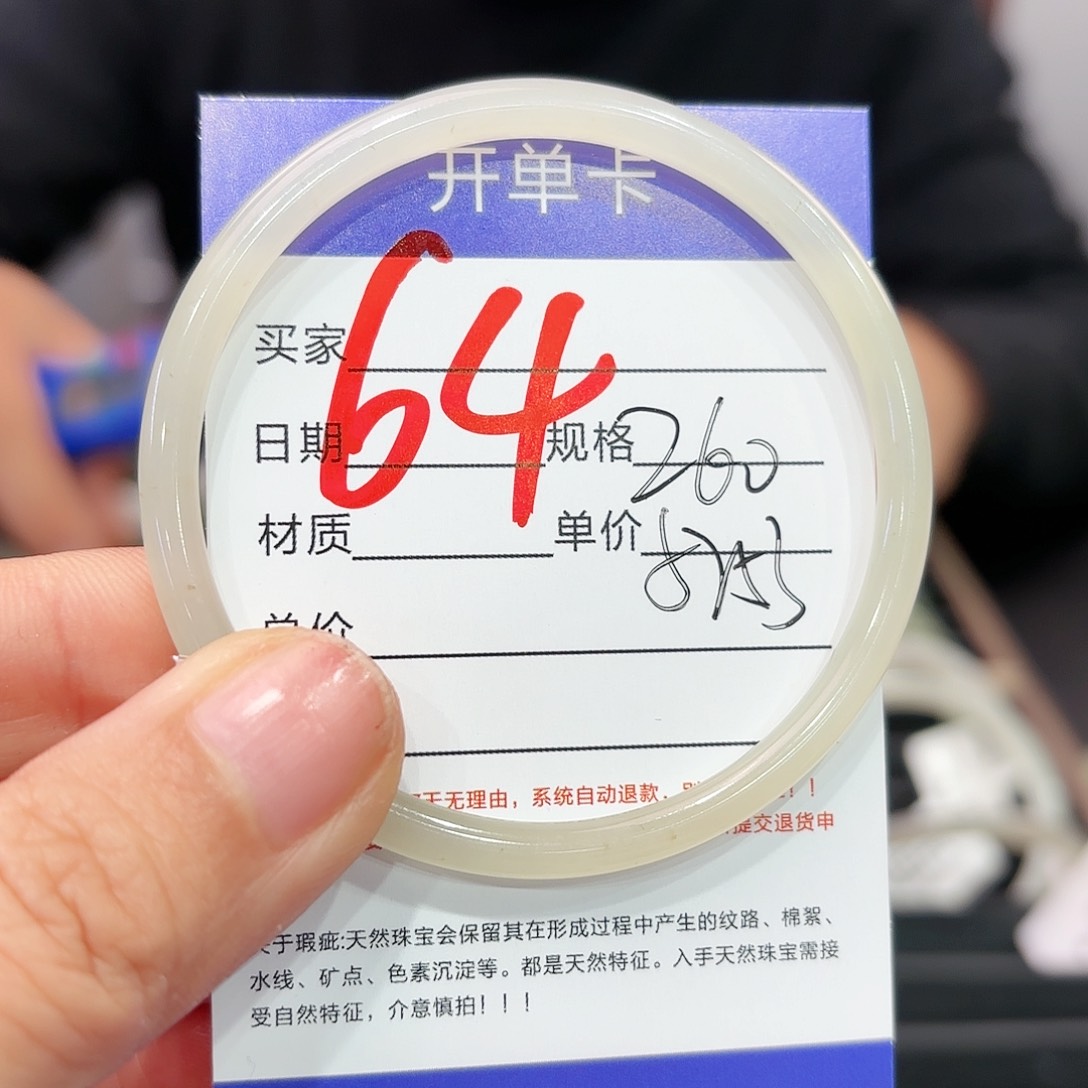 开单卡
64
买家
日期 规格 260
材质 单价
单价
无理由，系统自动退款，！！
提交退货申
于瑕疵:天然珠宝会保留其在形成过程中产生的纹路、棉絮、
水线、矿点、色素沉淀等。都是天然特征。入手天然珠宝需接
受自然特征，介意慎拍！！！